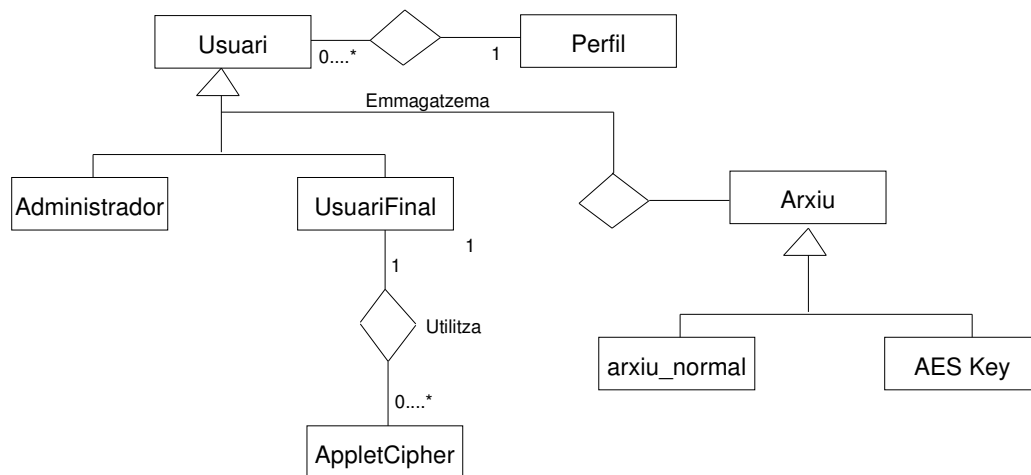 Usuari
0....*
1
Perfil
Emmagatzema
Administrador
UsuariFinal
Arxiu
1
1
Utilitza
arxiu_normal
AES Key
0....*
AppletCipher